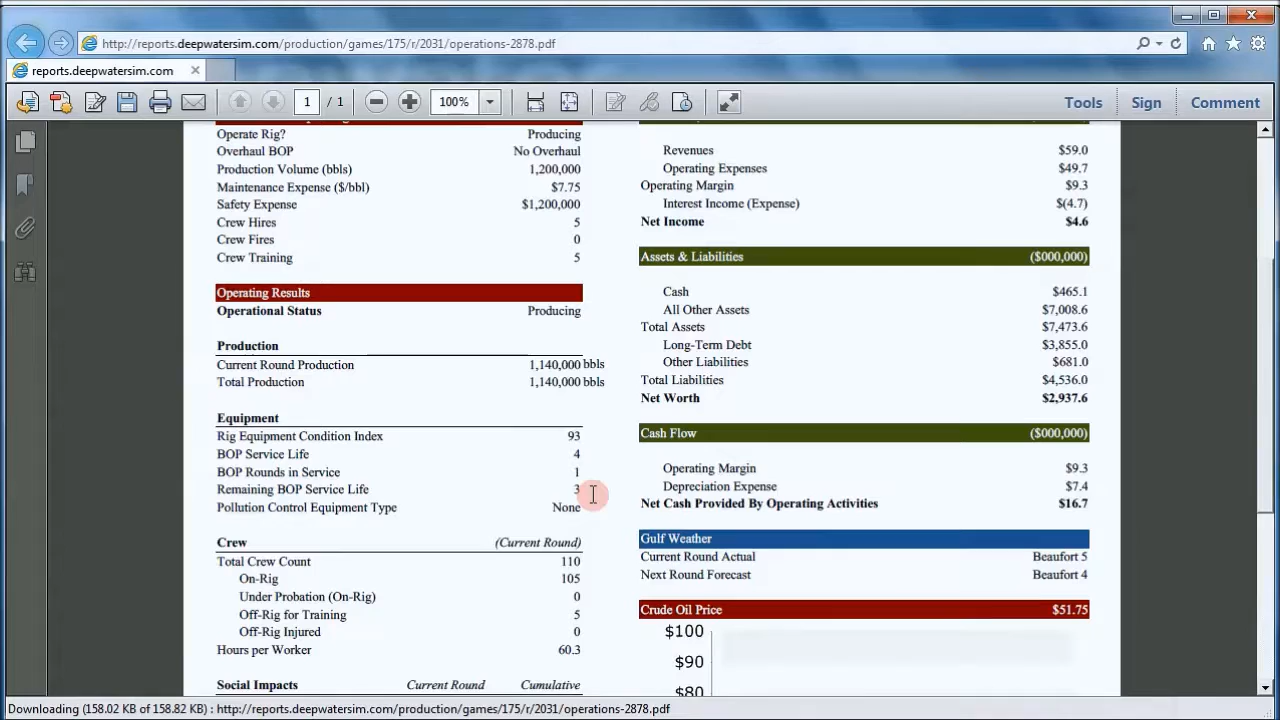 http://reports.deepwatersim.com/production/games/175/r/2031/operations-2878.pdf
reports.deepwatersim.com
1 / 1
100%
Tools Sign Comment
Operate Rig? Producing
Overhaul BOP No Overhaul
Production Volume (bbls) 1,200,000
Maintenance Expense ($/bbl) $7.75
Safety Expense $1,200,000
Crew Hires 5
Crew Fires 0
Crew Training 5
Operating Results
Operational Status Producing
Production
Current Round Production 1,140,000 bbls
Total Production 1,140,000 bbls
Equipment
Rig Equipment Condition Index 93
BOP Service Life 4
BOP Rounds in Service 1
Remaining BOP Service Life 3
Pollution Control Equipment Type None
Crew (Current Round)
Total Crew Count 110
On-Rig 105
Under Probation (On-Rig) 0
Off-Rig for Training 5
Off-Rig Injured 0
Hours per Worker 60.3
Social Impacts Current Round Cumulative
Revenues $59.0
Operating Expenses $49.7
Operating Margin $9.3
Interest Income (Expense) $(4.7)
Net Income $4.6
Assets & Liabilities ($000,000)
Cash $465.1
All Other Assets $7,008.6
Total Assets $7,473.6
Long-Term Debt $3,855.0
Other Liabilities $681.0
Total Liabilities $4,536.0
Net Worth $2,937.6
Cash Flow ($000,000)
Operating Margin $9.3
Depreciation Expense $7.4
Net Cash Provided By Operating Activities $16.7
Gulf Weather
Current Round Actual Beaufort 5
Next Round Forecast Beaufort 4
Crude Oil Price $51.75
$100
$90
$80
Downloading (158.02 KB of 158.82 KB) : http://reports.deepwatersim.com/production/games/175/r/2031/operations-2878.pdf